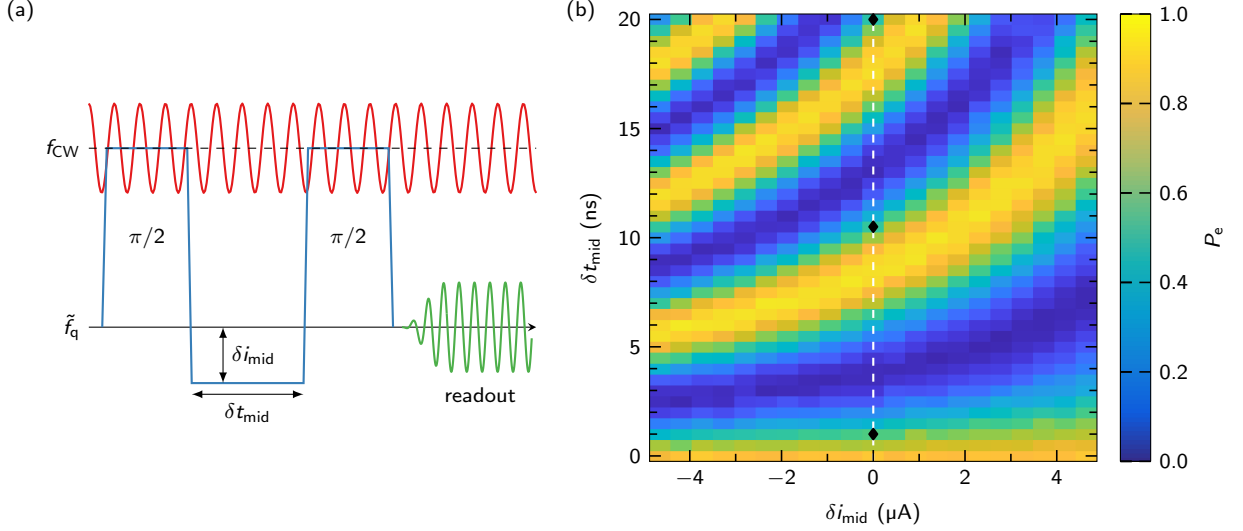 (a)
f_CW
π/2
π/2
f̃_q
δi_mid
δt_mid
readout
(b)
20
15
10
5
0
δt_mid (ns)
−4
−2
0
2
4
δi_mid (µA)
1.0
0.8
0.6
0.4
0.2
0.0
P_e